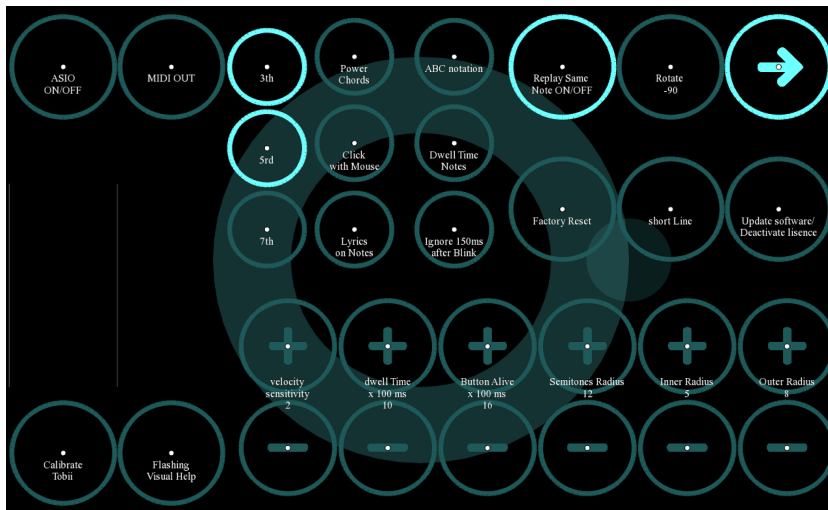 ASIO
ON/OFF
MIDI OUT
3th
Power
Chords
ABC notation
Replay Same
Note ON/OFF
Rotate
-90
5rd
Click
with Mouse
Dwell Time
Notes
7th
Lyrics
on Notes
Ignore 150ms
after Blink
Factory Reset
short Line
Update software/
Deactivate lisence
velocity
sensitivity
2
dwell Time
x 100 ms
10
Button Alive
x 100 ms
16
Semitones Radius
12
Inner Radius
5
Outer Radius
8
Calibrate
Tobii
Flashing
Visual Help